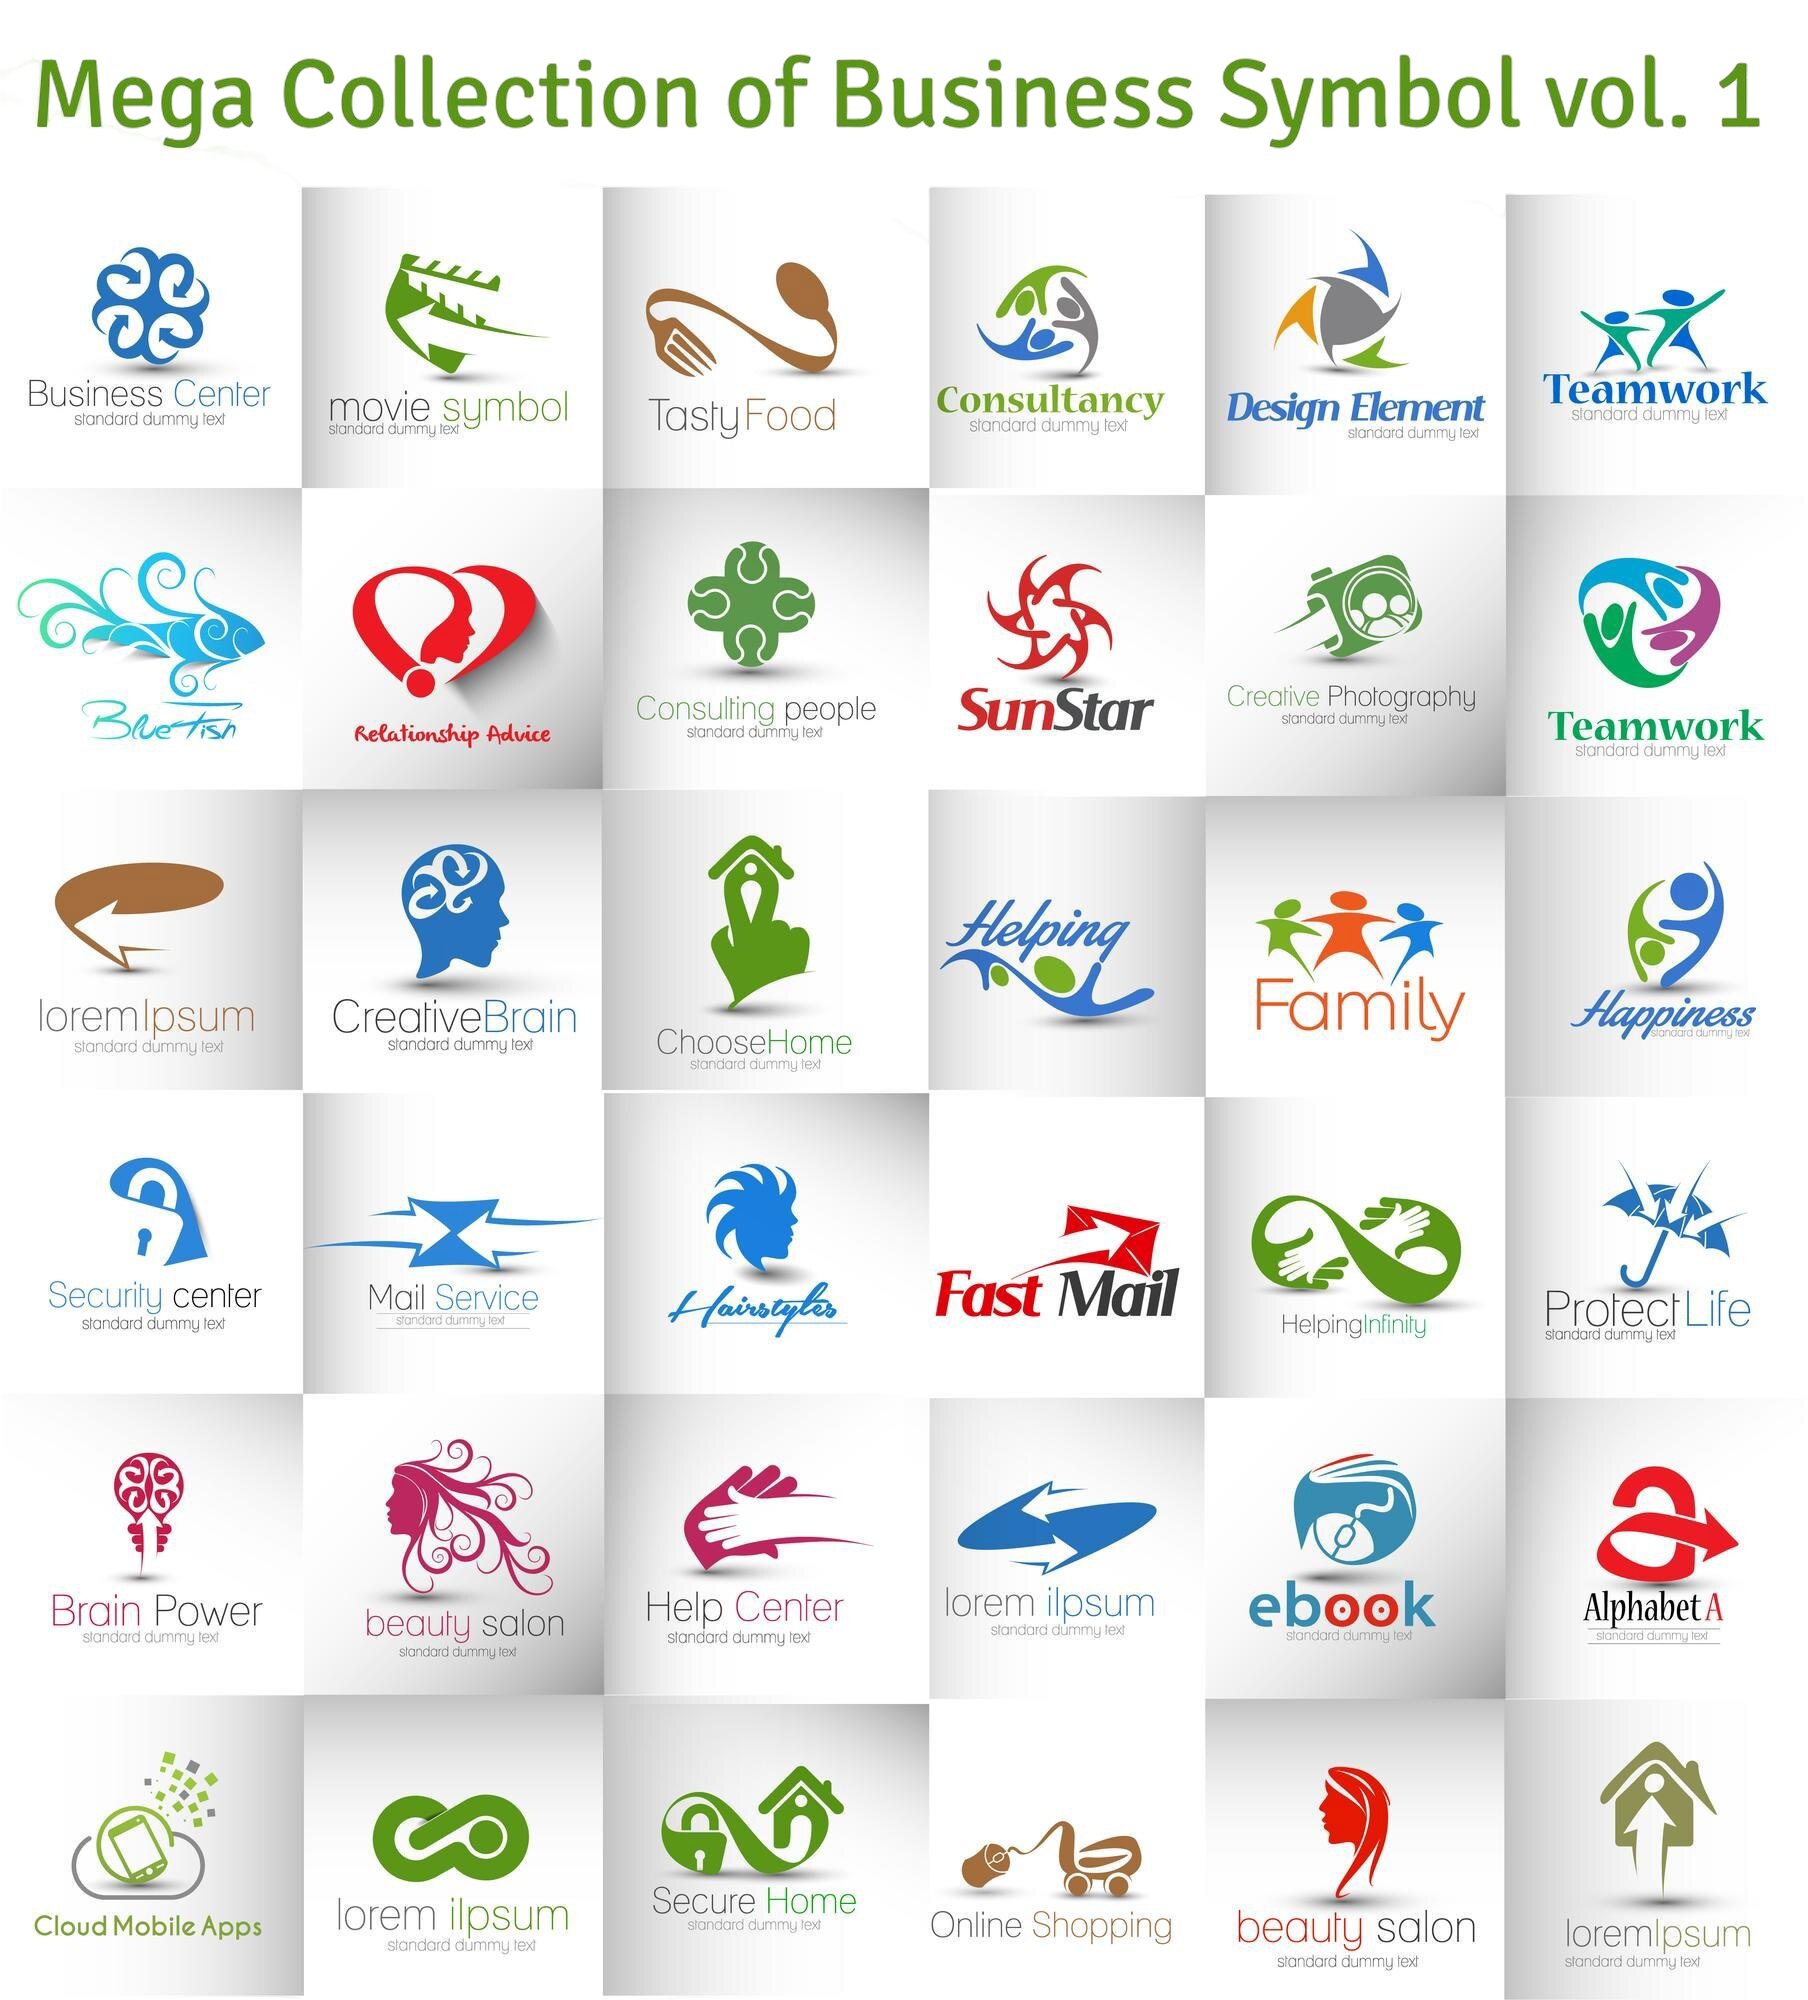 Mega Collection of Business Symbol vol. 1
Business Center
standard dummy text
movie symbol
standard dummy text
TastyFood
Consultancy
standard dummy text
Design Element
standard dummy text
Teamwork
standard dummy text
Blue Fish
Relationship Advice
Consulting people
standard dummy text
SunStar
Creative Photography
standard dummy text
Teamwork
standard dummy text
loremIpsum
standard dummy text
CreativeBrain
standard dummy text
ChooseHome
standard dummy text
Helping
Family
Happiness
standard dummy text
Security center
standard dummy text
Mail Service
standard dummy text
Hairstyles
Fast Mail
HelpingInfinity
ProtectLife
standard dummy text
Brain Power
standard dummy text
beauty salon
standard dummy text
Help Center
standard dummy text
lorem ilpsum
standard dummy text
ebook
standard dummy text
a
Alphabet A
standard dummy text
Cloud Mobile Apps
lorem ilpsum
standard dummy text
Secure Home
standard dummy text
Online Shopping
beauty salon
standard dummy text
loremIpsum
standard dummy text